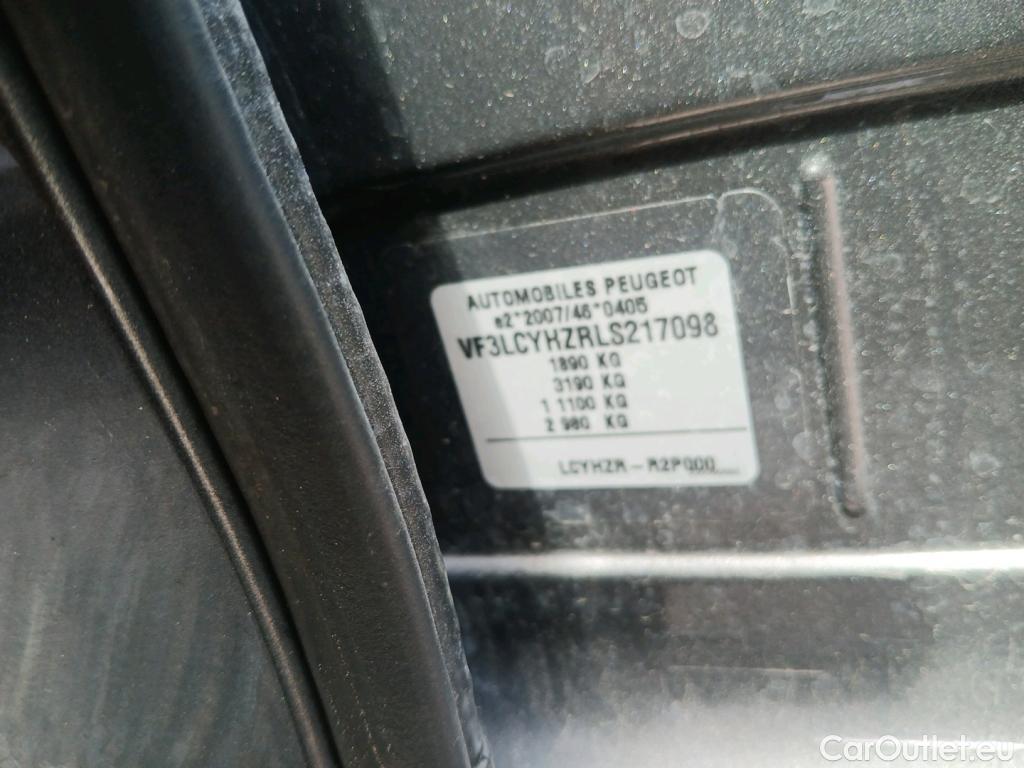 AUTOMOBILES PEUGEOT
e2*2007/46*0405
VF3LCYHZRLS217098
1890 KG
3190 KG
1 1100 KG
2 980 KG
LCYHZR - R2P000
CarOutlet.eu